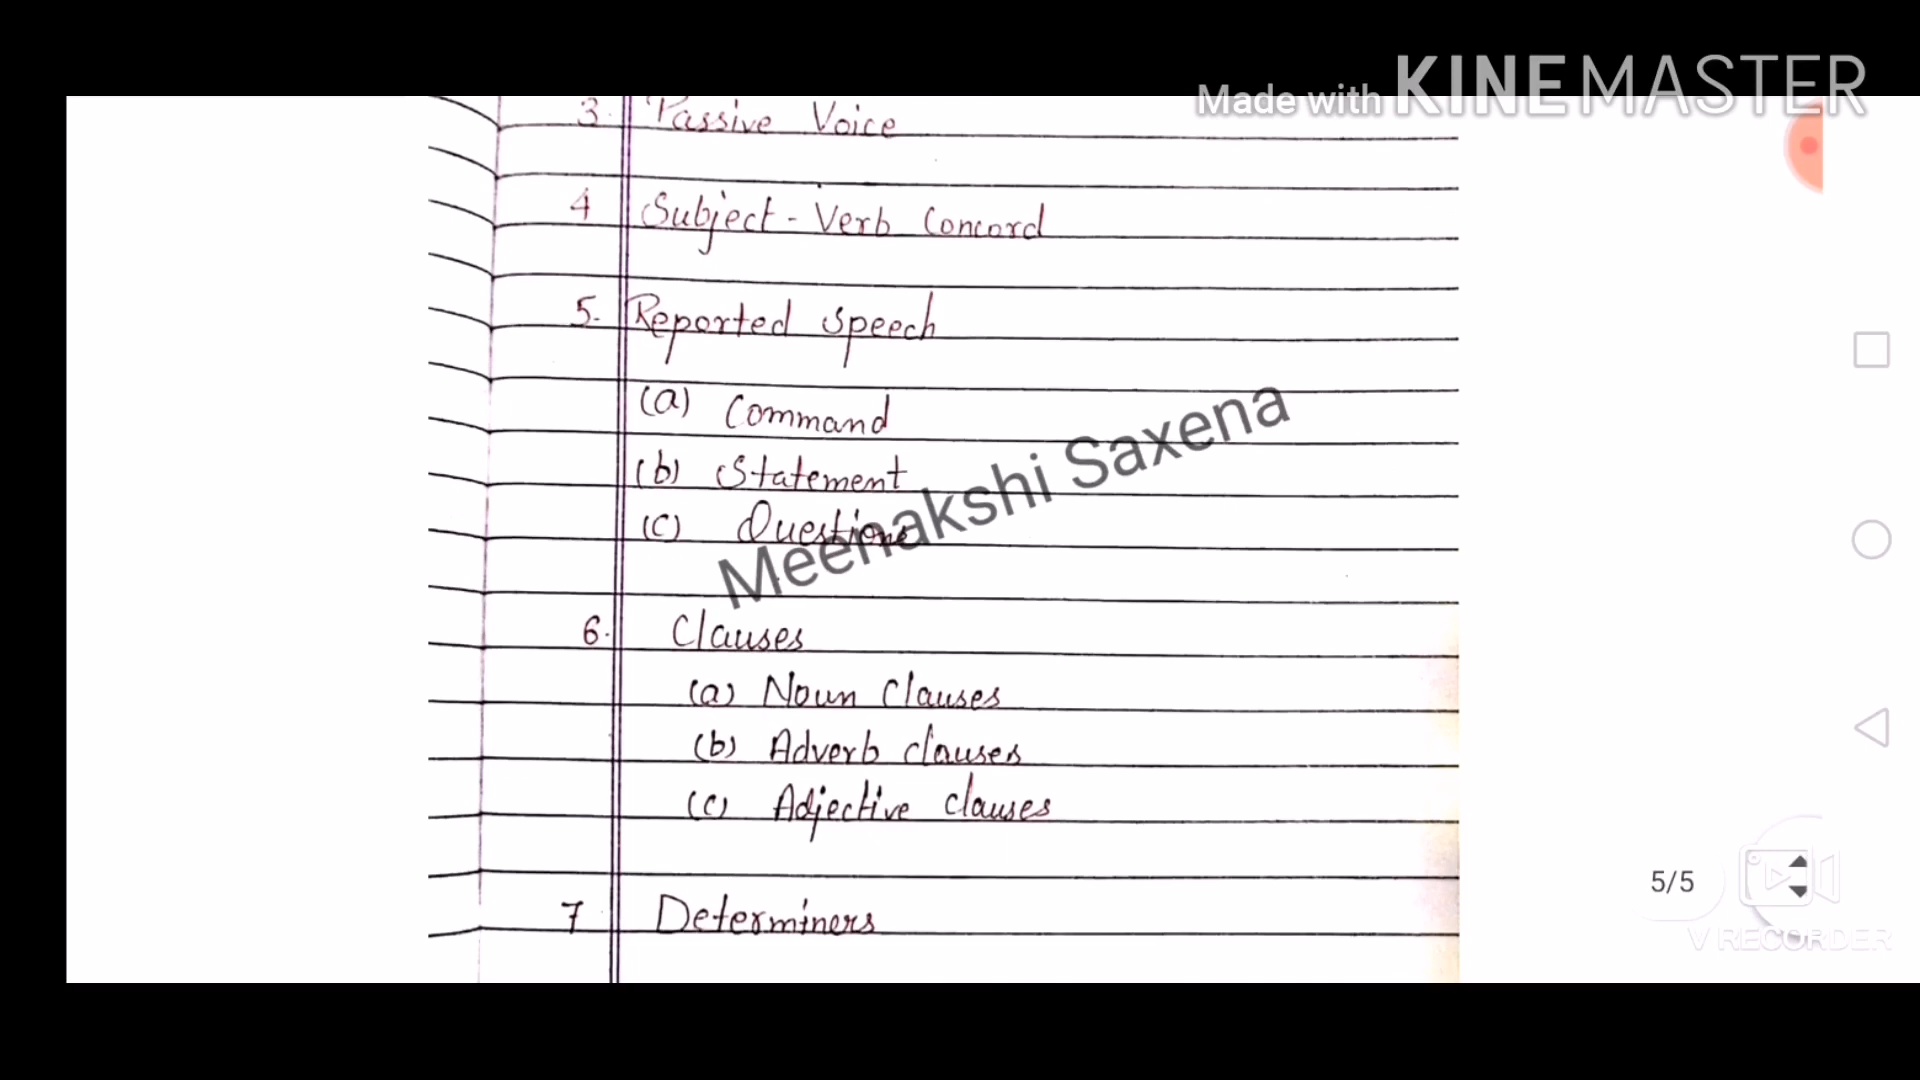 Made with KINEMASTER
3. Passive Voice
4 Subject-Verb Concord
5. Reported speech
(a) Command
(b) Statement
(c) Questions
Meenakshi Saxena
6. Clauses
(a) Noun Clauses
(b) Adverb clauses
(c) Adjective clauses
7 Determiners
5/5
V RECORDER